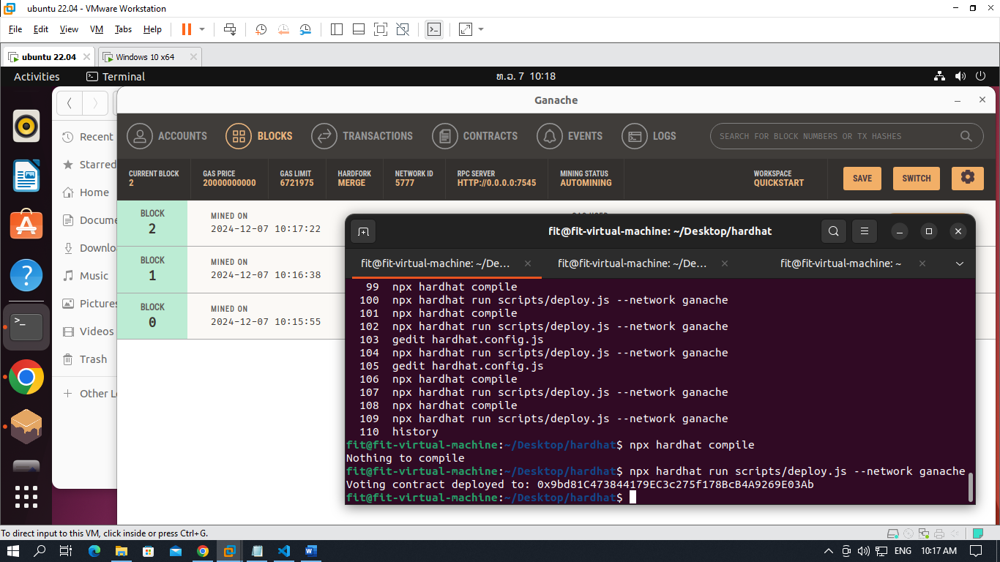 ubuntu 22.04 - VMware Workstation
File Edit View VM Tabs Help
ubuntu 22.04 Windows 10 x64
Activities Terminal ท.อ. 7 10:18
Ganache
Recent
Starred
Home
Docume
Downlo
Music
Pictures
Videos
Trash
Other Lo
ACCOUNTS BLOCKS TRANSACTIONS CONTRACTS EVENTS LOGS SEARCH FOR BLOCK NUMBERS OR TX HASHES
CURRENT BLOCK GAS PRICE GAS LIMIT HARDFORK NETWORK ID RPC SERVER MINING STATUS WORKSPACE
2 20000000000 6721975 MERGE 5777 HTTP://0.0.0.0:7545 AUTOMINING QUICKSTART
SAVE SWITCH
BLOCK MINED ON
2 2024-12-07 10:17:22
BLOCK MINED ON
1 2024-12-07 10:16:38
BLOCK MINED ON
0 2024-12-07 10:15:55
fit@fit-virtual-machine: ~/Desktop/hardhat
fit@fit-virtual-machine: ~/De... fit@fit-virtual-machine: ~/De... fit@fit-virtual-machine: ~
99 npx hardhat compile
100 npx hardhat run scripts/deploy.js --network ganache
101 npx hardhat compile
102 npx hardhat run scripts/deploy.js --network ganache
103 gedit hardhat.config.js
104 npx hardhat run scripts/deploy.js --network ganache
105 gedit hardhat.config.js
106 npx hardhat compile
107 npx hardhat run scripts/deploy.js --network ganache
108 npx hardhat compile
109 npx hardhat run scripts/deploy.js --network ganache
110 history
fit@fit-virtual-machine:~/Desktop/hardhat$ npx hardhat compile
Nothing to compile
fit@fit-virtual-machine:~/Desktop/hardhat$ npx hardhat run scripts/deploy.js --network ganache
Voting contract deployed to: 0x9bd81C473844179EC3c275f178BcB4A9269E03Ab
fit@fit-virtual-machine:~/Desktop/hardhat$
To direct input to this VM, click inside or press Ctrl+G.
ENG 10:17 AM